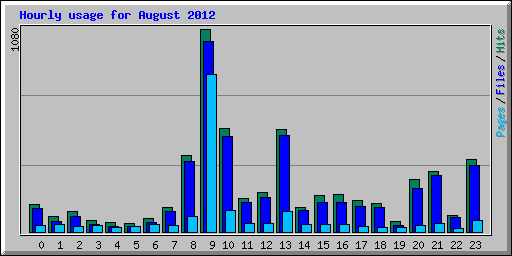 Hourly usage for August 2012
1080
Pages/Files/Hits
0 1 2 3 4 5 6 7 8 9 10 11 12 13 14 15 16 17 18 19 20 21 22 23